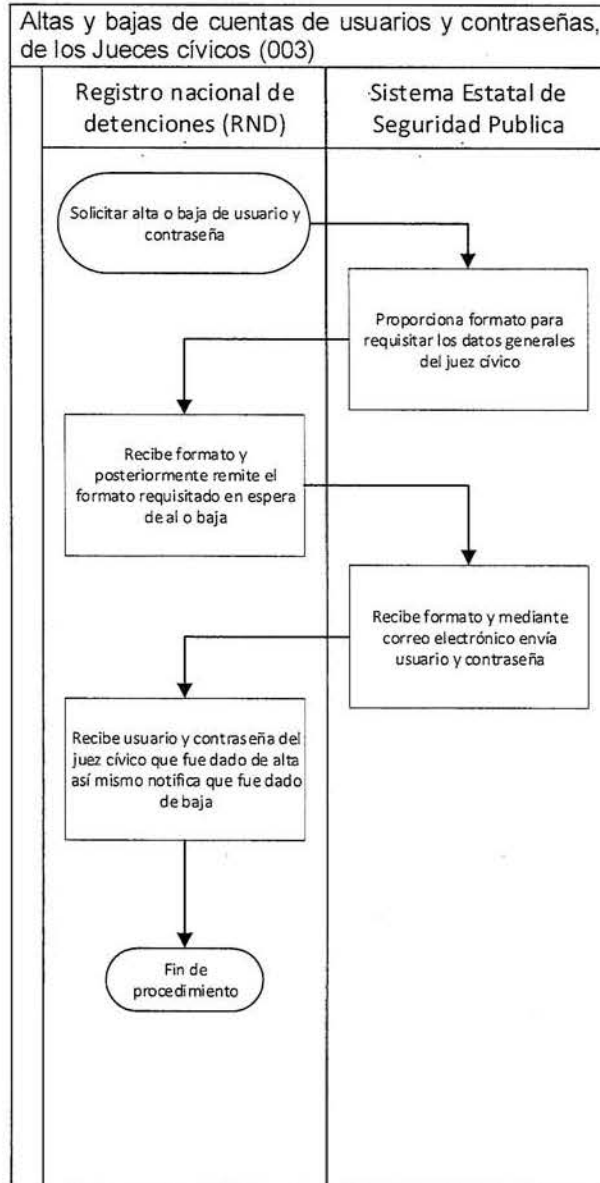 Altas y bajas de cuentas de usuarios y contraseñas,
de los Jueces cívicos (003)
Registro nacional de
detenciones (RND)
Sistema Estatal de
Seguridad Publica
Solicitar alta o baja de usuario y
contraseña
Proporciona formato para
requisitar los datos generales
del juez cívico
Recibe formato y
posteriormente remite el
formato requisitado en espera
de al o baja
Recibe formato y mediante
correo electrónico envía
usuario y contraseña
Recibe usuario y contraseña del
juez cívico que fue dado de alta
así mismo notifica que fue dado
de baja
Fin de
procedimiento